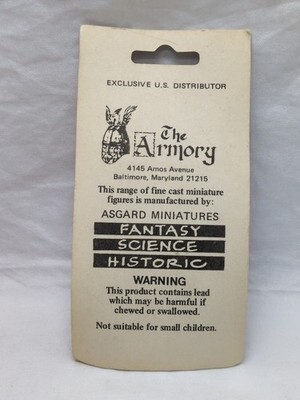 EXCLUSIVE U.S. DISTRIBUTOR
The
Armory
4145 Amos Avenue
Baltimore, Maryland 21215
This range of fine cast miniature
figures is manufactured by:
ASGARD MINIATURES
FANTASY
SCIENCE
HISTORIC
WARNING
This product contains lead
which may be harmful if
chewed or swallowed.
Not suitable for small children.